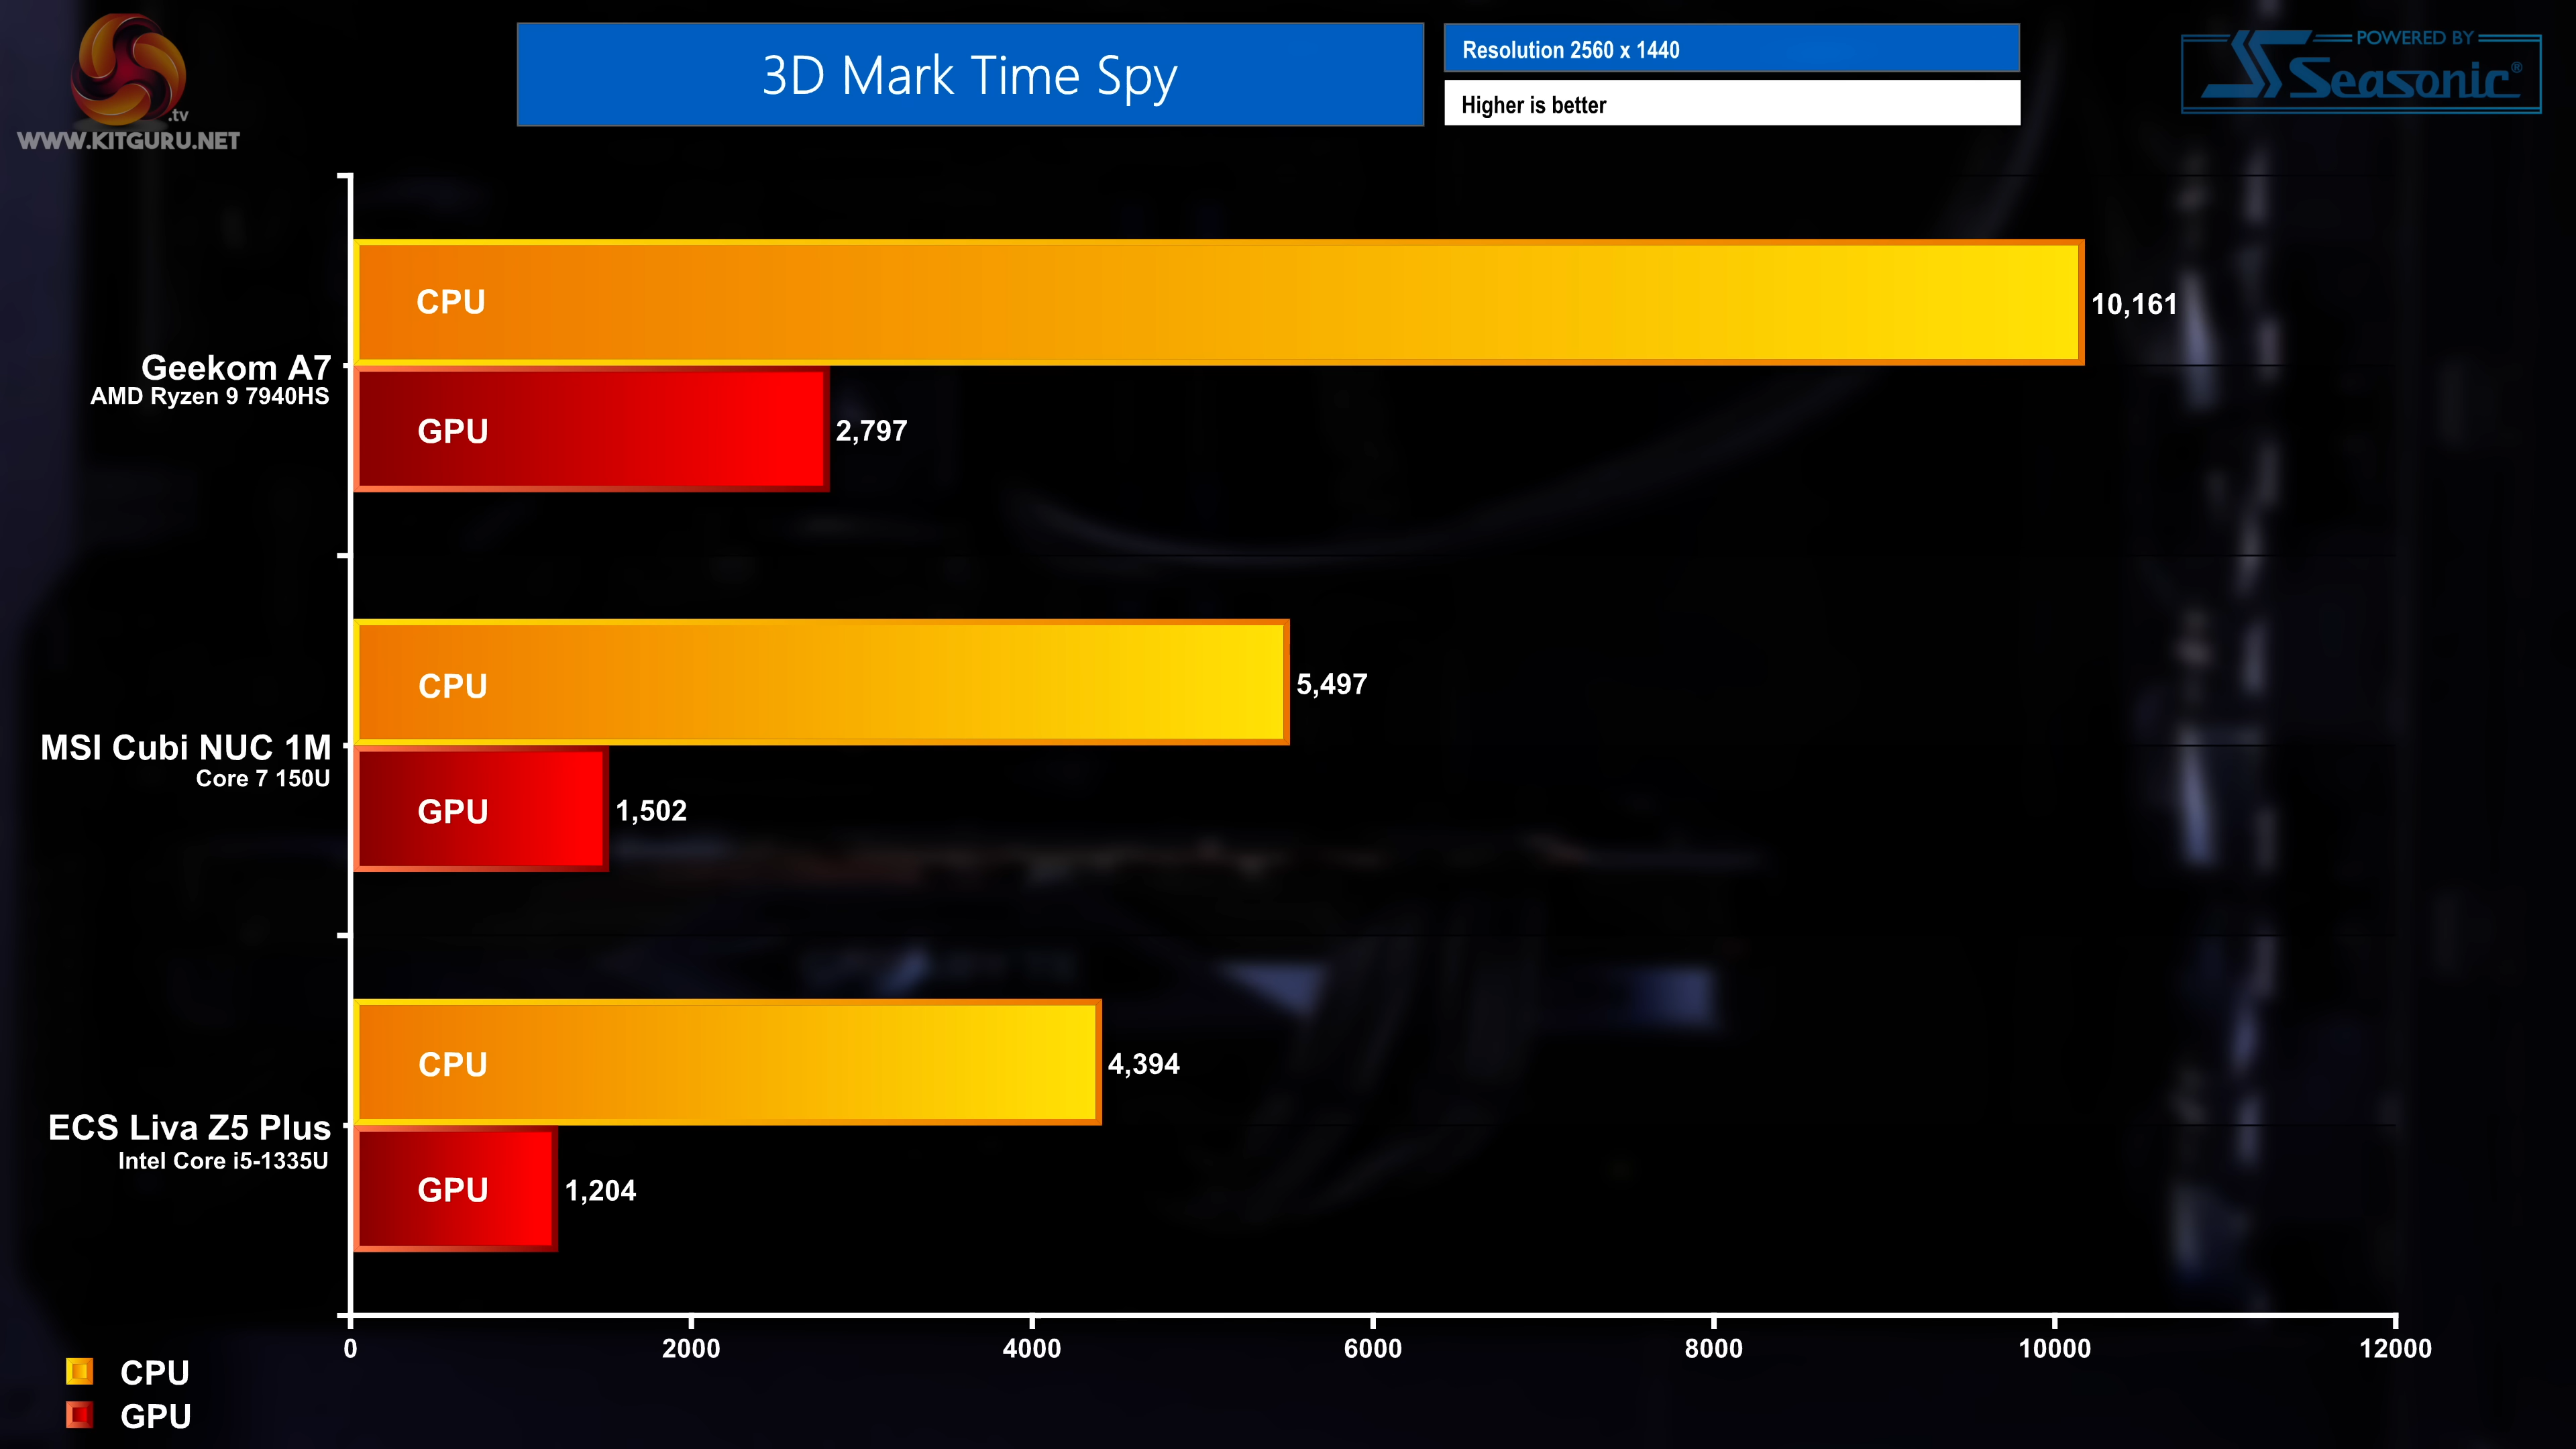 .tv
WWW.KITGURU.NET
3D Mark Time Spy
Resolution 2560 x 1440
Higher is better
POWERED BY
Seasonic®
CPU
10,161
Geekom A7
AMD Ryzen 9 7940HS
GPU
2,797
CPU
5,497
MSI Cubi NUC 1M
Core 7 150U
GPU
1,502
CPU
4,394
ECS Liva Z5 Plus
Intel Core i5-1335U
GPU
1,204
0 2000 4000 6000 8000 10000 12000
CPU
GPU